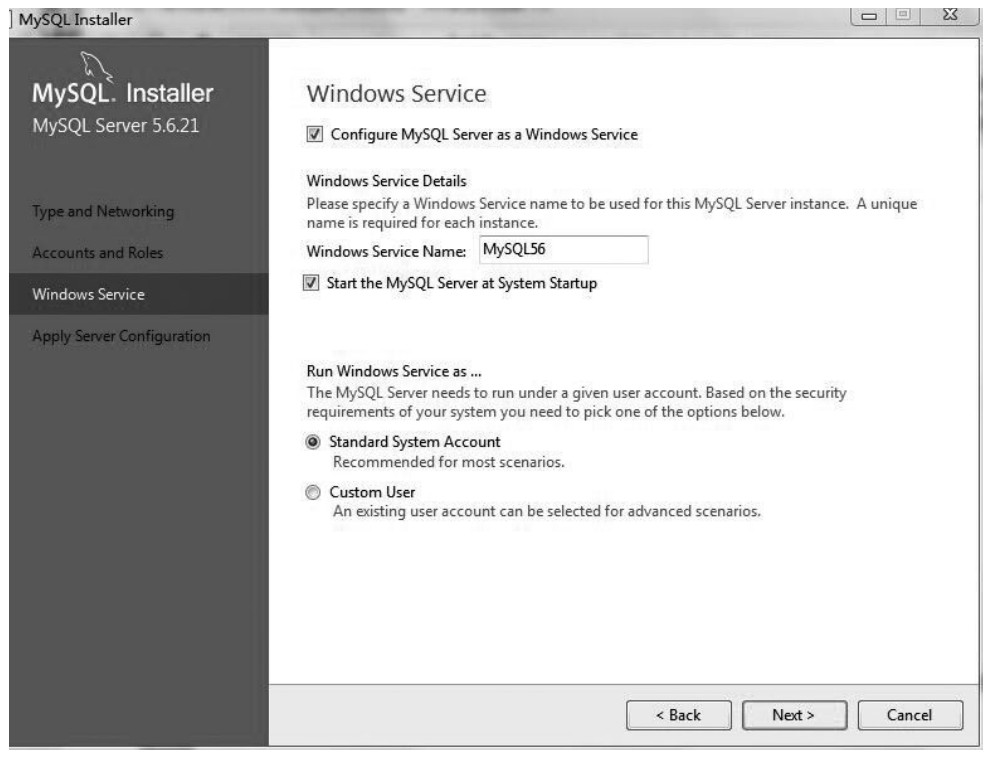 MySQL Installer
MySQL. Installer
MySQL Server 5.6.21
Type and Networking
Accounts and Roles
Windows Service
Apply Server Configuration
Windows Service
Configure MySQL Server as a Windows Service
Windows Service Details
Please specify a Windows Service name to be used for this MySQL Server instance. A unique
name is required for each instance.
Windows Service Name: MySQL56
Start the MySQL Server at System Startup
Run Windows Service as ...
The MySQL Server needs to run under a given user account. Based on the security
requirements of your system you need to pick one of the options below.
Standard System Account
Recommended for most scenarios.
Custom User
An existing user account can be selected for advanced scenarios.
< Back Next > Cancel